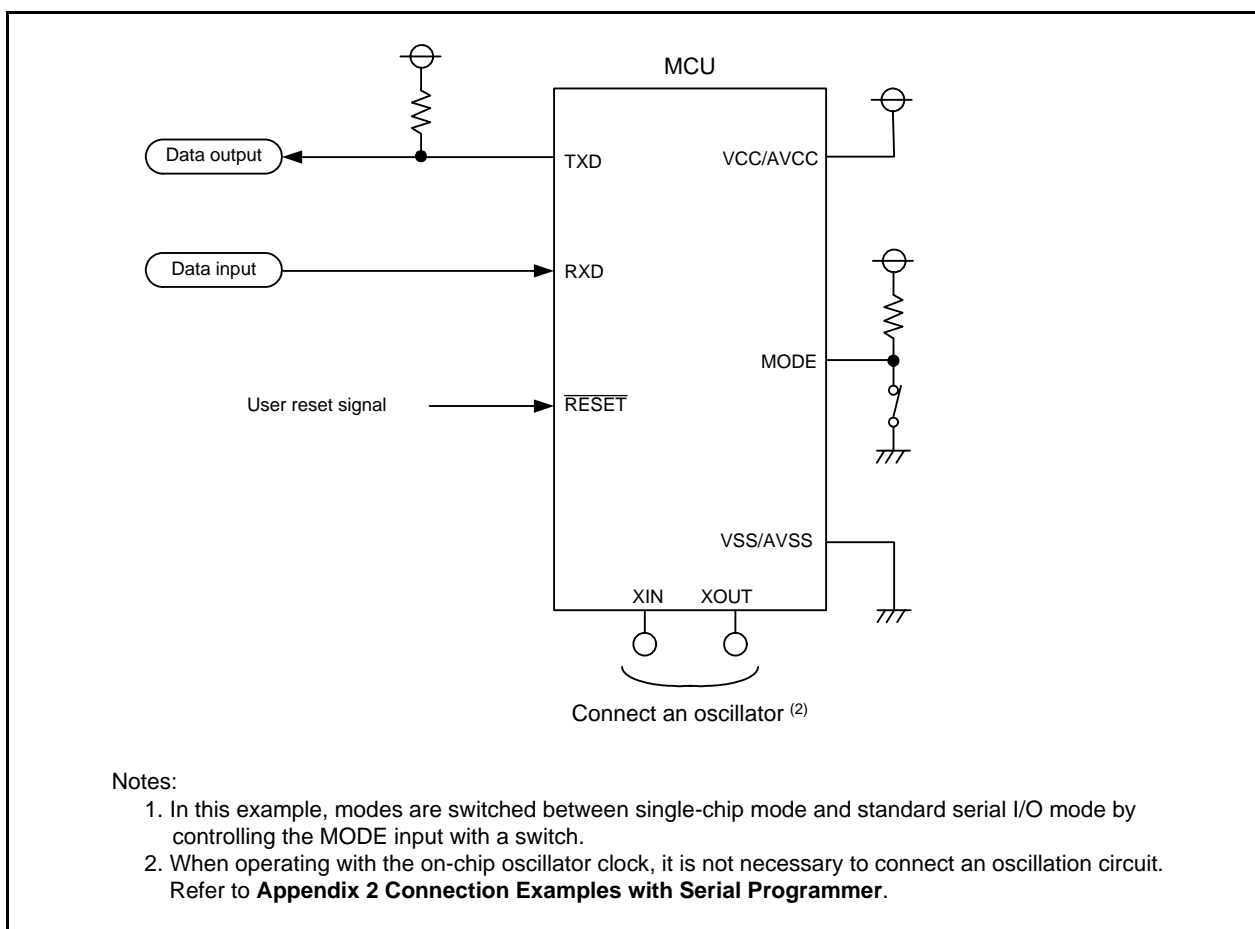 MCU
Data output
TXD
VCC/AVCC
Data input
RXD
MODE
User reset signal
RESET
VSS/AVSS
XIN
XOUT
Connect an oscillator (2)
Notes:
1. In this example, modes are switched between single-chip mode and standard serial I/O mode by
controlling the MODE input with a switch.
2. When operating with the on-chip oscillator clock, it is not necessary to connect an oscillation circuit.
Refer to Appendix 2 Connection Examples with Serial Programmer.